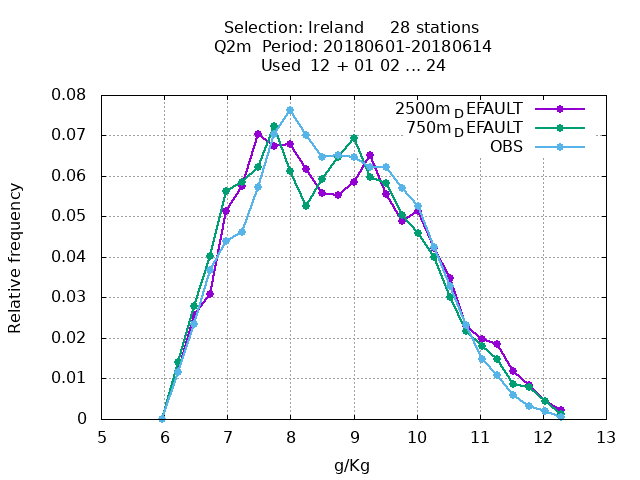 Selection: Ireland     28 stations
Q2m  Period: 20180601-20180614
Used  12 + 01 02 ... 24
0.08
0.07
0.06
0.05
0.04
0.03
0.02
0.01
0
Relative frequency
2500m_DEFAULT
750m_DEFAULT
OBS
5 6 7 8 9 10 11 12 13
g/Kg